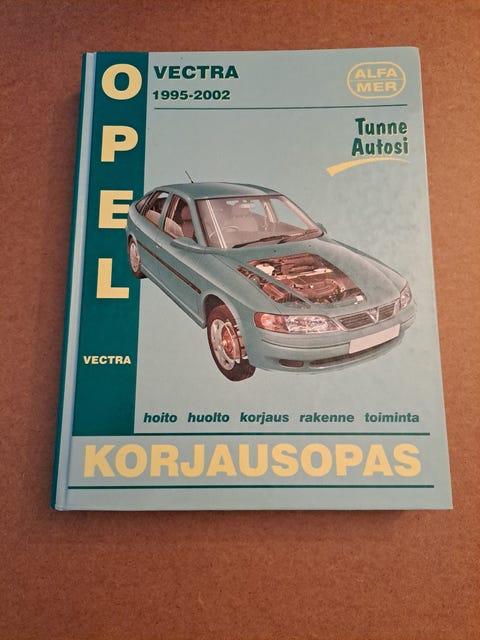 OPEL
VECTRA
1995-2002
ALFA
MER
Tunne
Autosi
VECTRA
hoito huolto korjaus rakenne toiminta
KORJAUSOPAS